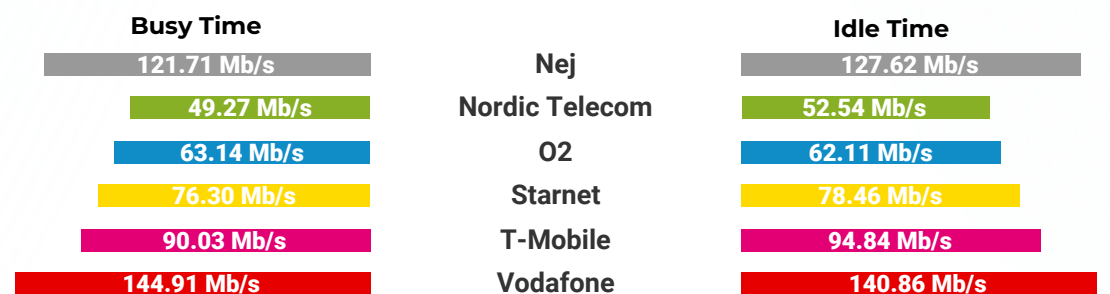 Busy Time Idle Time
121.71 Mb/s Nej 127.62 Mb/s
49.27 Mb/s Nordic Telecom 52.54 Mb/s
63.14 Mb/s O2 62.11 Mb/s
76.30 Mb/s Starnet 78.46 Mb/s
90.03 Mb/s T-Mobile 94.84 Mb/s
144.91 Mb/s Vodafone 140.86 Mb/s